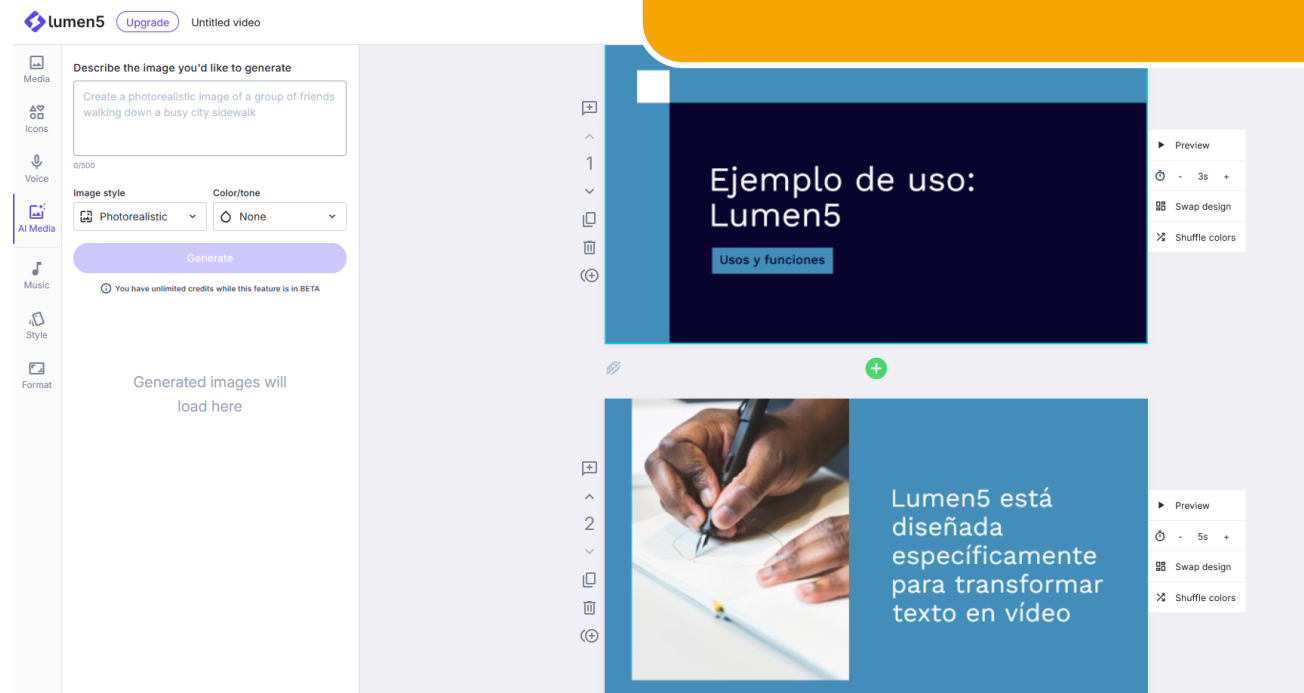 lumen5
Upgrade
Untitled video
Media
Icons
Voice
AI Media
Music
Style
Format
Describe the image you'd like to generate
Create a photorealistic image of a group of friends
walking down a busy city sidewalk
0/500
Image style
Color/tone
Photorealistic
None
Generate
You have unlimited credits while this feature is in BETA
Generated images will
load here
1
Ejemplo de uso:
Lumen5
Usos y funciones
Preview
- 3s +
Swap design
Shuffle colors
2
Lumen5 está
diseñada
específicamente
para transformar
texto en vídeo
Preview
- 5s +
Swap design
Shuffle colors